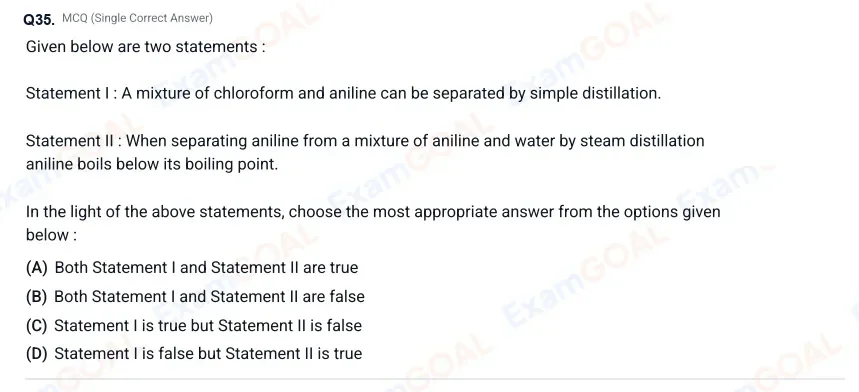 Q35. MCQ (Single Correct Answer)
Given below are two statements :
Statement I : A mixture of chloroform and aniline can be separated by simple distillation.
Statement II : When separating aniline from a mixture of aniline and water by steam distillation
aniline boils below its boiling point.
In the light of the above statements, choose the most appropriate answer from the options given
below :
(A) Both Statement I and Statement II are true
(B) Both Statement I and Statement II are false
(C) Statement I is true but Statement II is false
(D) Statement I is false but Statement II is true
ExamGOAL